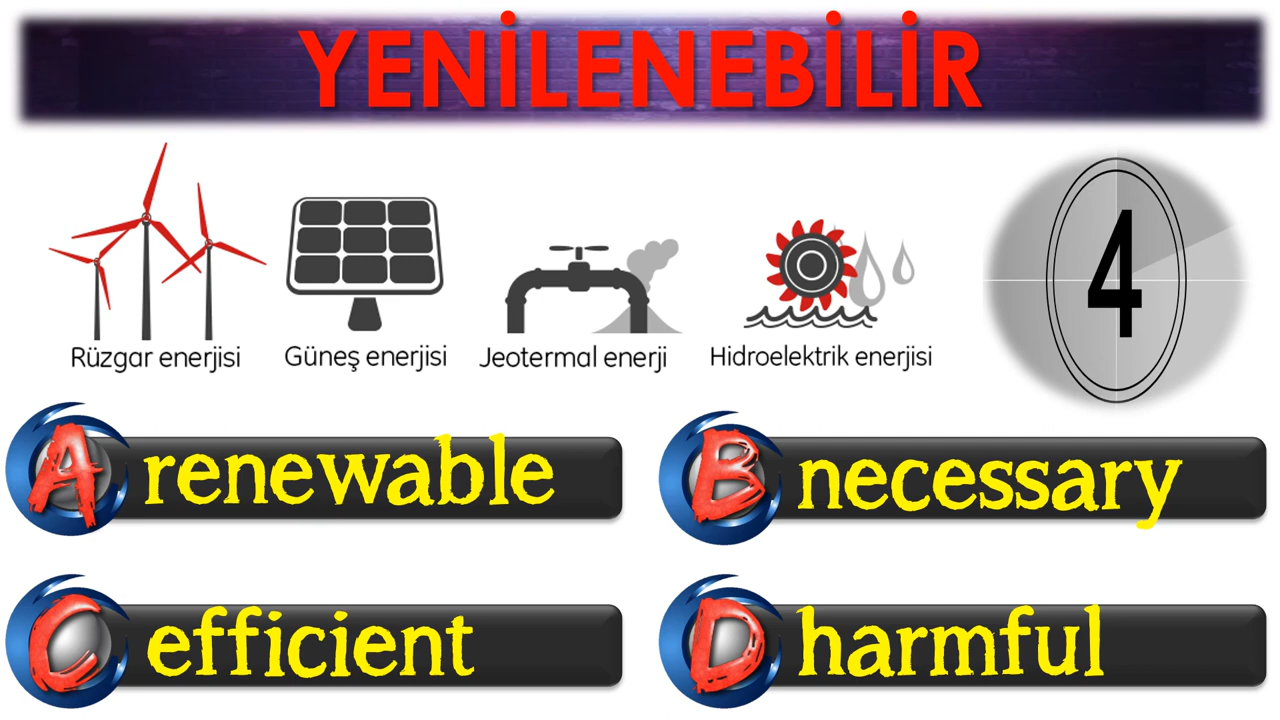 YENİLENEBİLİR
Rüzgar enerjisi
Güneş enerjisi
Jeotermal enerji
Hidroelektrik enerjisi
4
A renewable
B necessary
C efficient
D harmful